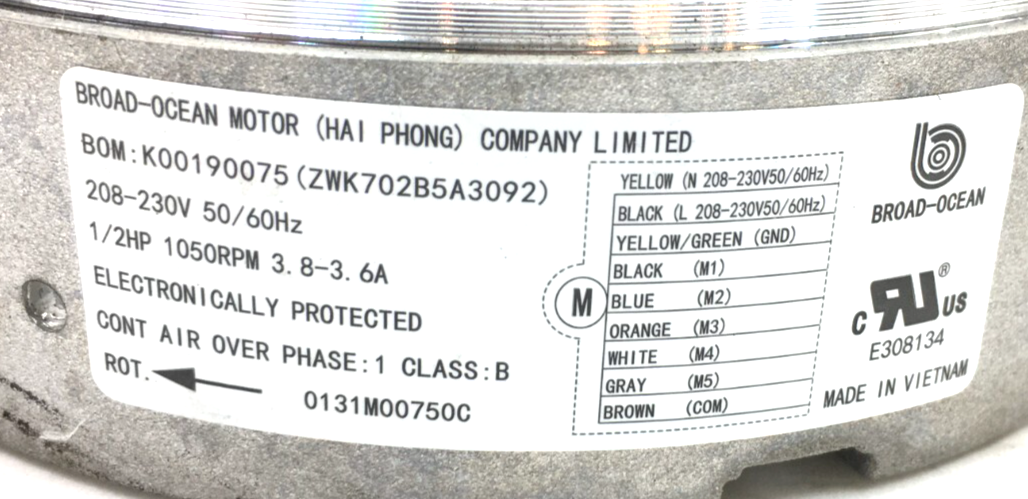 BROAD-OCEAN MOTOR (HAI PHONG) COMPANY LIMITED
BOM:K00190075(ZWK702B5A3092)
208-230V 50/60Hz
1/2HP 1050RPM 3.8-3.6A
ELECTRONICALLY PROTECTED
CONT AIR OVER PHASE:1 CLASS:B
ROT.
0131M00750C
M
YELLOW (N 208-230V50/60Hz)
BLACK (L 208-230V50/60Hz)
YELLOW/GREEN (GND)
BLACK (M1)
BLUE (M2)
ORANGE (M3)
WHITE (M4)
GRAY (M5)
BROWN (COM)
BROAD-OCEAN
C RU US ®
E308134
MADE IN VIETNAM